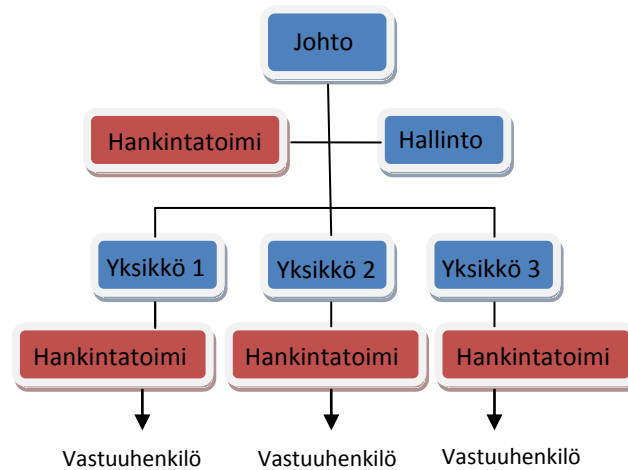 Johto
Hankintatoimi
Hallinto
Yksikkö 1
Yksikkö 2
Yksikkö 3
Hankintatoimi
Hankintatoimi
Hankintatoimi
Vastuuhenkilö
Vastuuhenkilö
Vastuuhenkilö